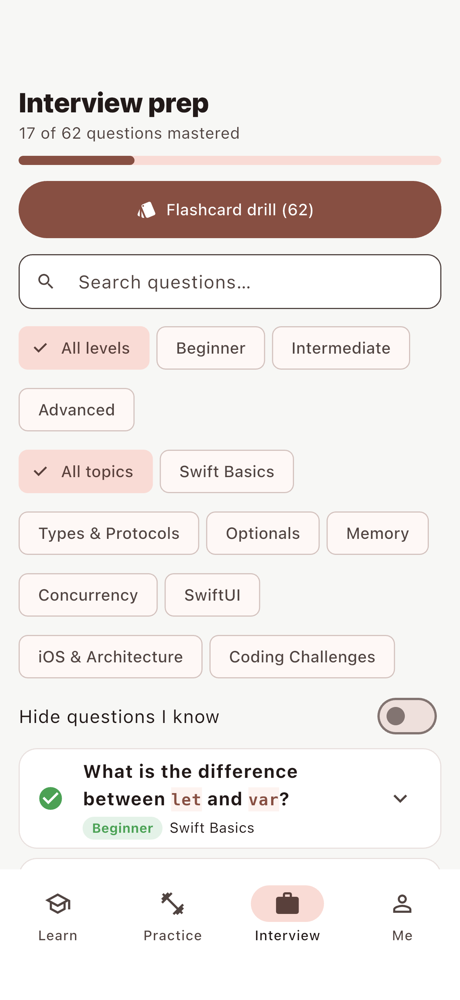 Interview prep
17 of 62 questions mastered
Flashcard drill (62)
Search questions...
All levels
Beginner
Intermediate
Advanced
All topics
Swift Basics
Types & Protocols
Optionals
Memory
Concurrency
SwiftUI
iOS & Architecture
Coding Challenges
Hide questions I know
What is the difference
between let and var?
Beginner
Swift Basics
Learn
Practice
Interview
Me